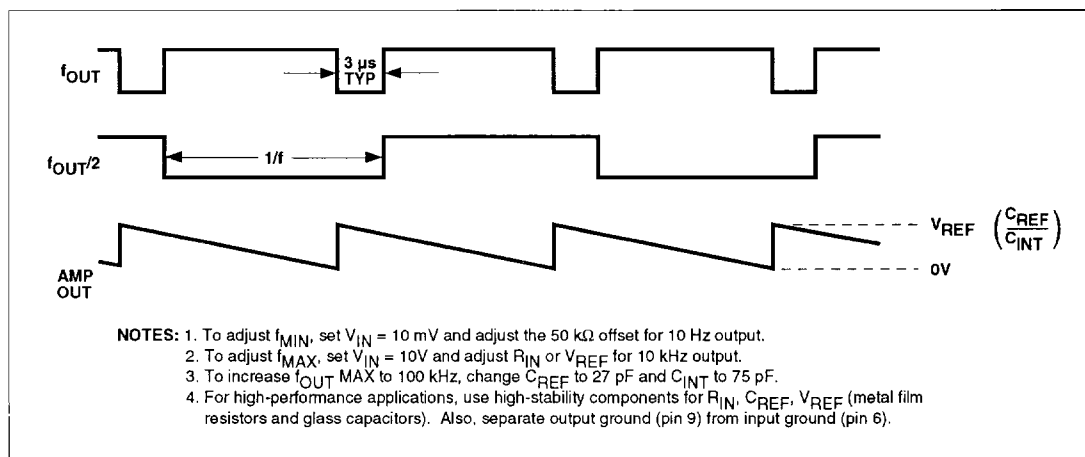 fOUT
3 µs
TYP
fOUT/2
1/f
VREF (CREF/CINT)
0V
AMP
OUT
NOTES: 1. To adjust fMIN, set VIN = 10 mV and adjust the 50 kΩ offset for 10 Hz output.
2. To adjust fMAX, set VIN = 10V and adjust RIN or VREF for 10 kHz output.
3. To increase fOUT MAX to 100 kHz, change CREF to 27 pF and CINT to 75 pF.
4. For high-performance applications, use high-stability components for RIN, CREF, VREF (metal film
resistors and glass capacitors). Also, separate output ground (pin 9) from input ground (pin 6).